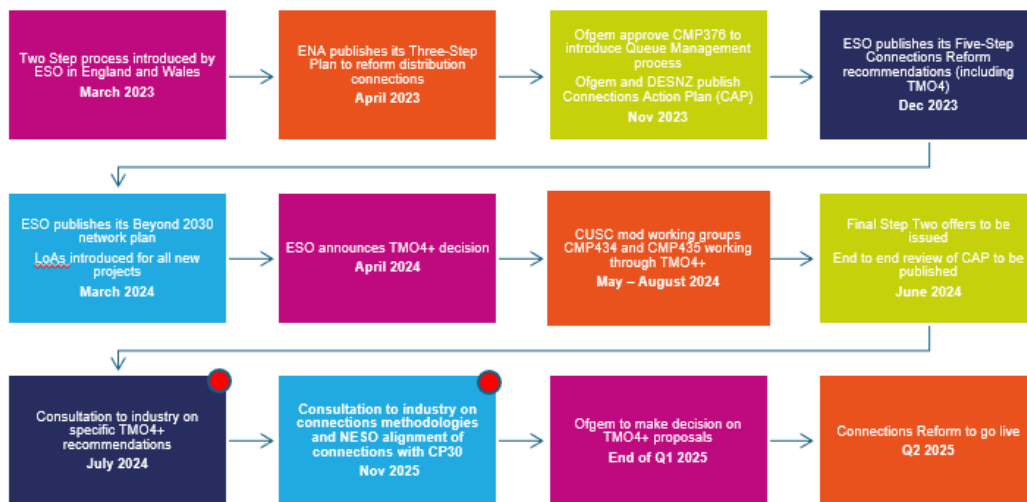 Two Step process introduced by
ESO in England and Wales
March 2023
ENA publishes its Three-Step
Plan to reform distribution
connections
April 2023
Ofgem approve CMP376 to
introduce Queue Management
process
Ofgem and DESNZ publish
Connections Action Plan (CAP)
Nov 2023
ESO publishes its Five-Step
Connections Reform
recommendations (including
TMO4)
Dec 2023
ESO publishes its Beyond 2030
network plan
LoAs introduced for all new
projects
March 2024
ESO announces TMO4+ decision
April 2024
CUSC mod working groups
CMP434 and CMP435 working
through TMO4+
May – August 2024
Final Step Two offers to be
issued
End to end review of CAP to be
published
June 2024
Consultation to industry on
specific TMO4+
recommendations
July 2024
Consultation to industry on
connections methodologies
and NESO alignment of
connections with CP30
Nov 2025
Ofgem to make decision on
TMO4+ proposals
End of Q1 2025
Connections Reform to go live
Q2 2025